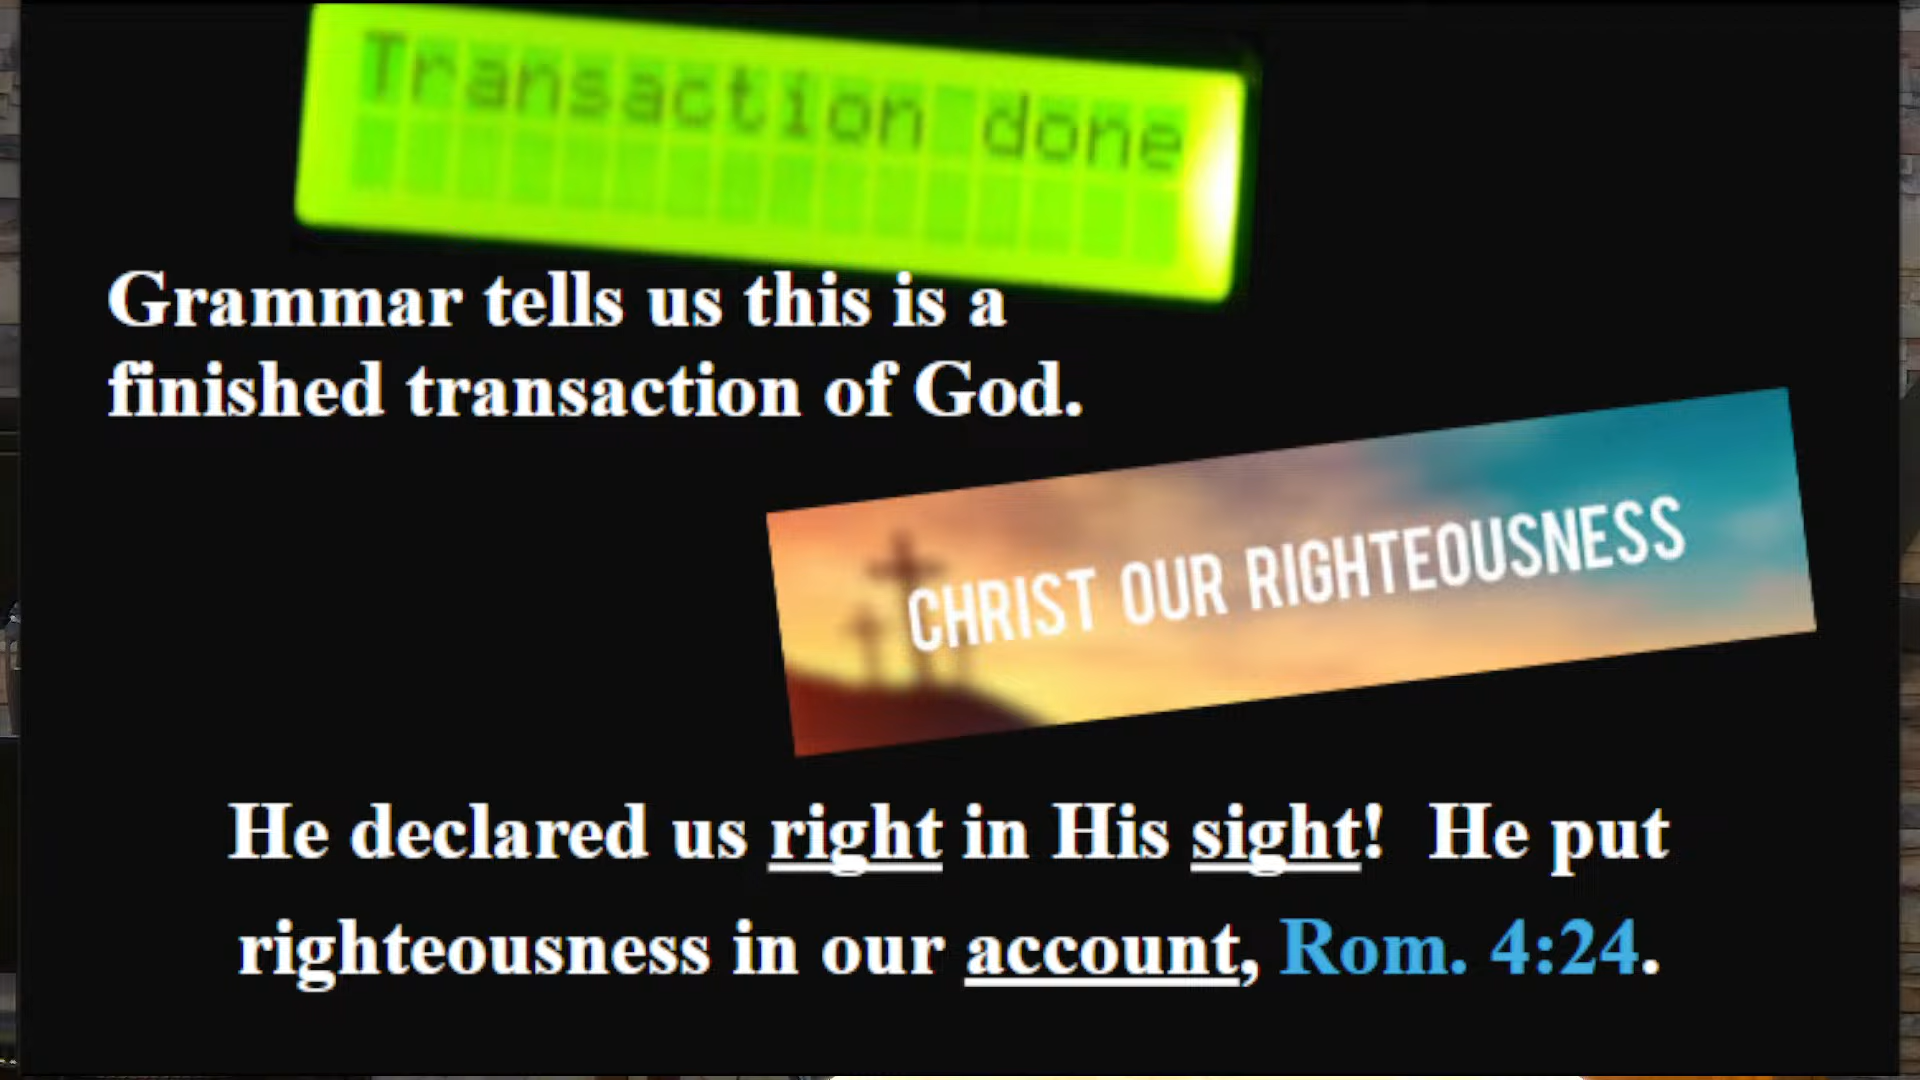 Transaction done
Grammar tells us this is a
finished transaction of God.
CHRIST OUR RIGHTEOUSNESS
He declared us right in His sight!  He put
righteousness in our account, Rom. 4:24.